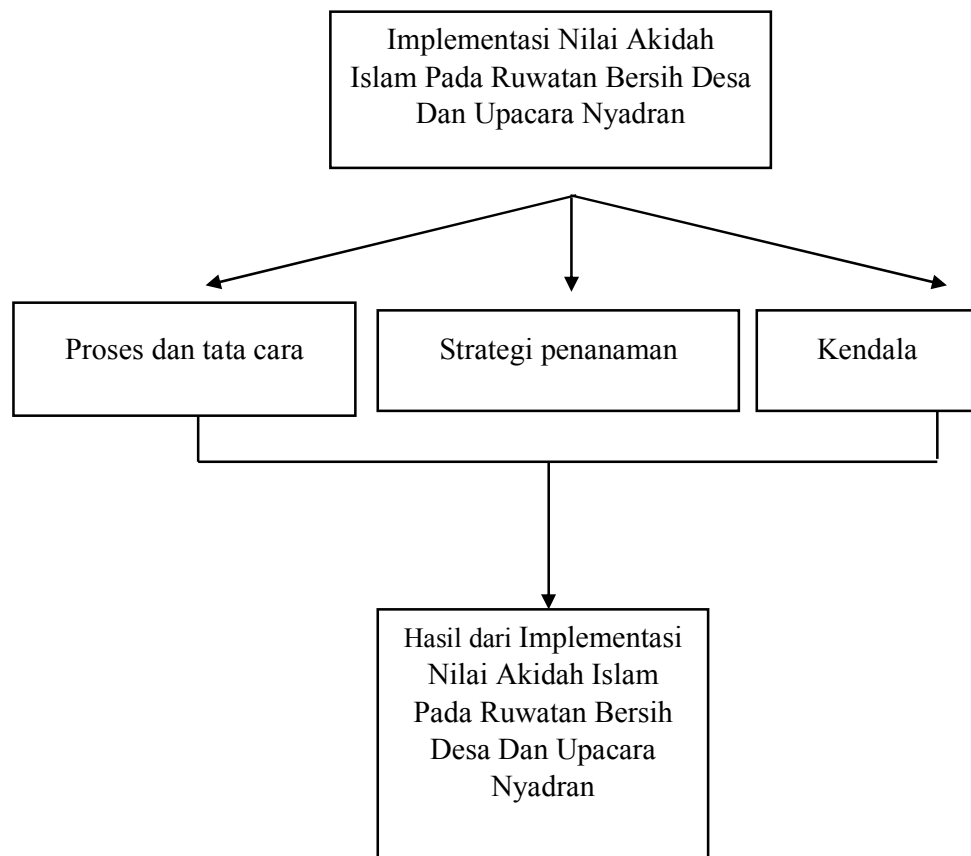 Implementasi Nilai Akidah
Islam Pada Ruwatan Bersih Desa
Dan Upacara Nyadran
Proses dan tata cara
Strategi penanaman
Kendala
Hasil dari Implementasi
Nilai Akidah Islam
Pada Ruwatan Bersih
Desa Dan Upacara
Nyadran